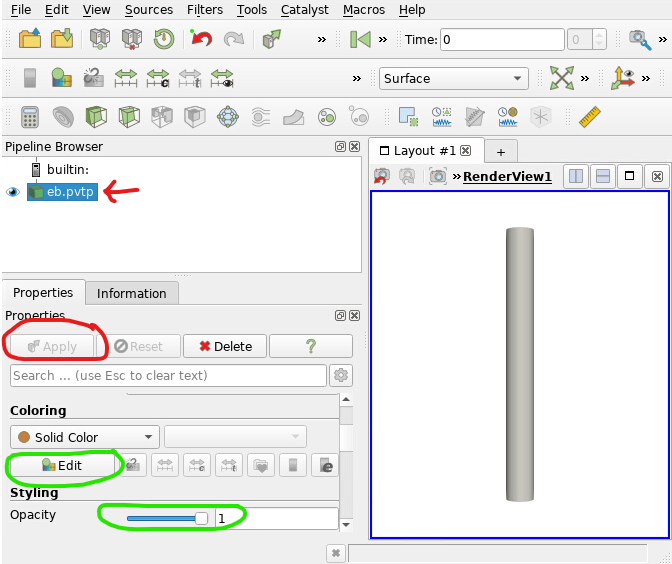 File Edit View Sources Filters Tools Catalyst Macros Help
» Time: 0 0 »
» Surface » »
Pipeline Browser
builtin:
eb.pvtp
Layout #1 +
» RenderView1
Properties Information
Properties
Apply Reset Delete ?
Search ... (use Esc to clear text)
Coloring
Solid Color
Edit c t e
Styling
Opacity 1